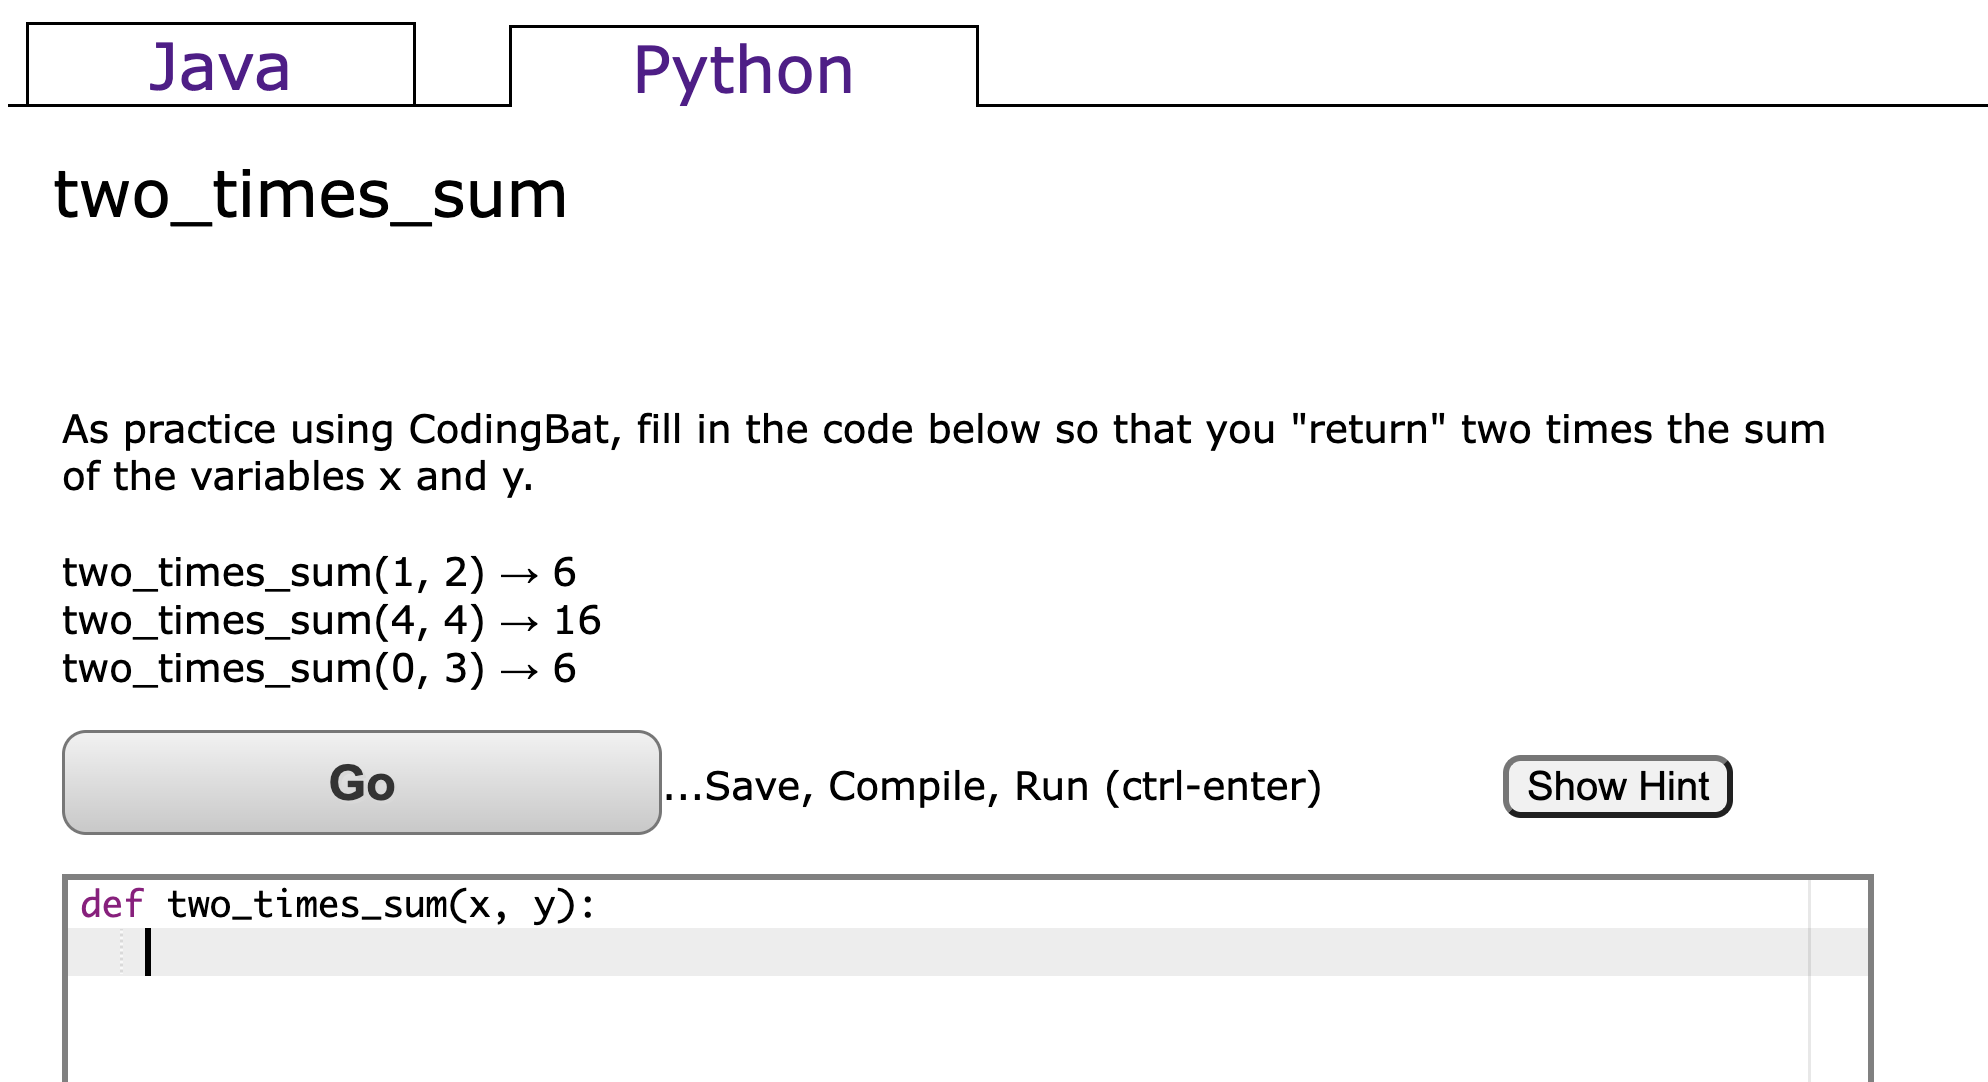 Java
Python
two_times_sum
As practice using CodingBat, fill in the code below so that you "return" two times the sum
of the variables x and y.
two_times_sum(1, 2) → 6
two_times_sum(4, 4) → 16
two_times_sum(0, 3) → 6
Go
...Save, Compile, Run (ctrl-enter)
Show Hint
def two_times_sum(x, y):